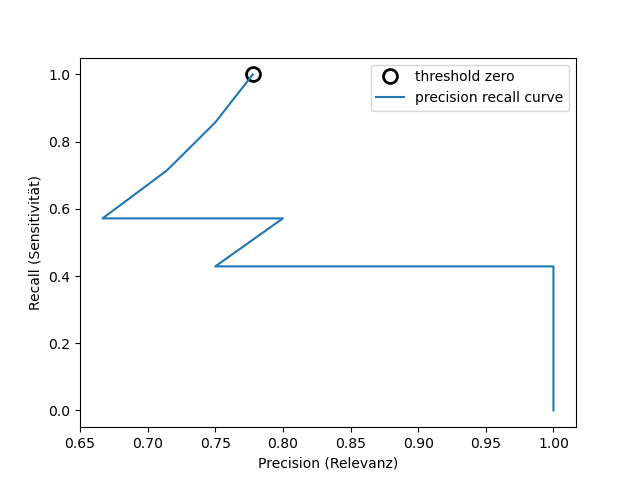 threshold zero
precision recall curve
1.0
0.8
0.6
0.4
0.2
0.0
Recall (Sensitivität)
0.65 0.70 0.75 0.80 0.85 0.90 0.95 1.00
Precision (Relevanz)